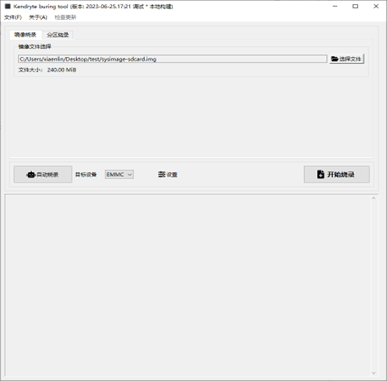 Kendryte buring tool (版本: 2023-06-25.17:21 调试 * 本地构建)
文件(F) 关于(A) 检查更新
镜像烧录 分区烧录
镜像文件选择
C:/Users/xiaenlin/Desktop/test/sysimage-sdcard.img 选择文件
文件大小: 240.00 MiB
自动烧录 目标设备 EMMC 设置 开始烧录